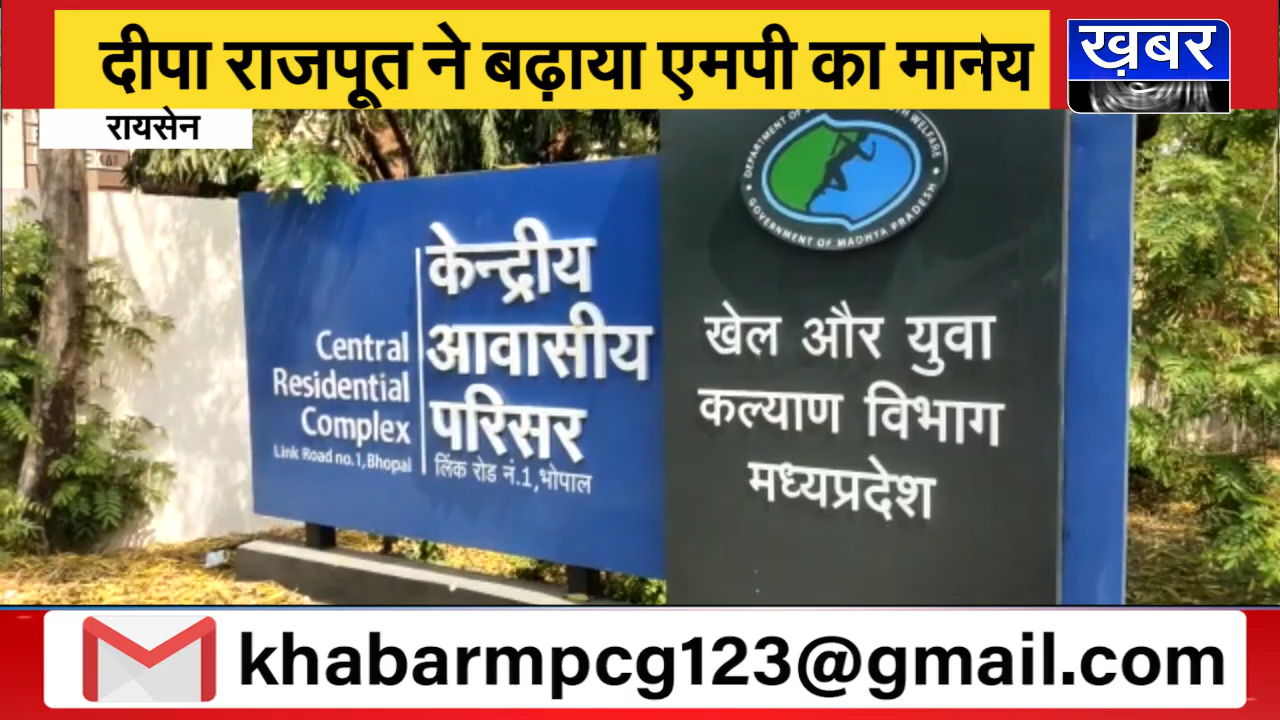 दीपा राजपूत ने बढ़ाया एमपी का मान
ख़बर
रायसेन
GOVERNMENT OF MADHYA PRADESH
केन्द्रीय
आवासीय
परिसर
Central
Residential
Complex
Link Road no.1,Bhopal
लिंक रोड नं.1,भोपाल
खेल और युवा
कल्याण विभाग
मध्यप्रदेश
khabarmpcg123@gmail.com